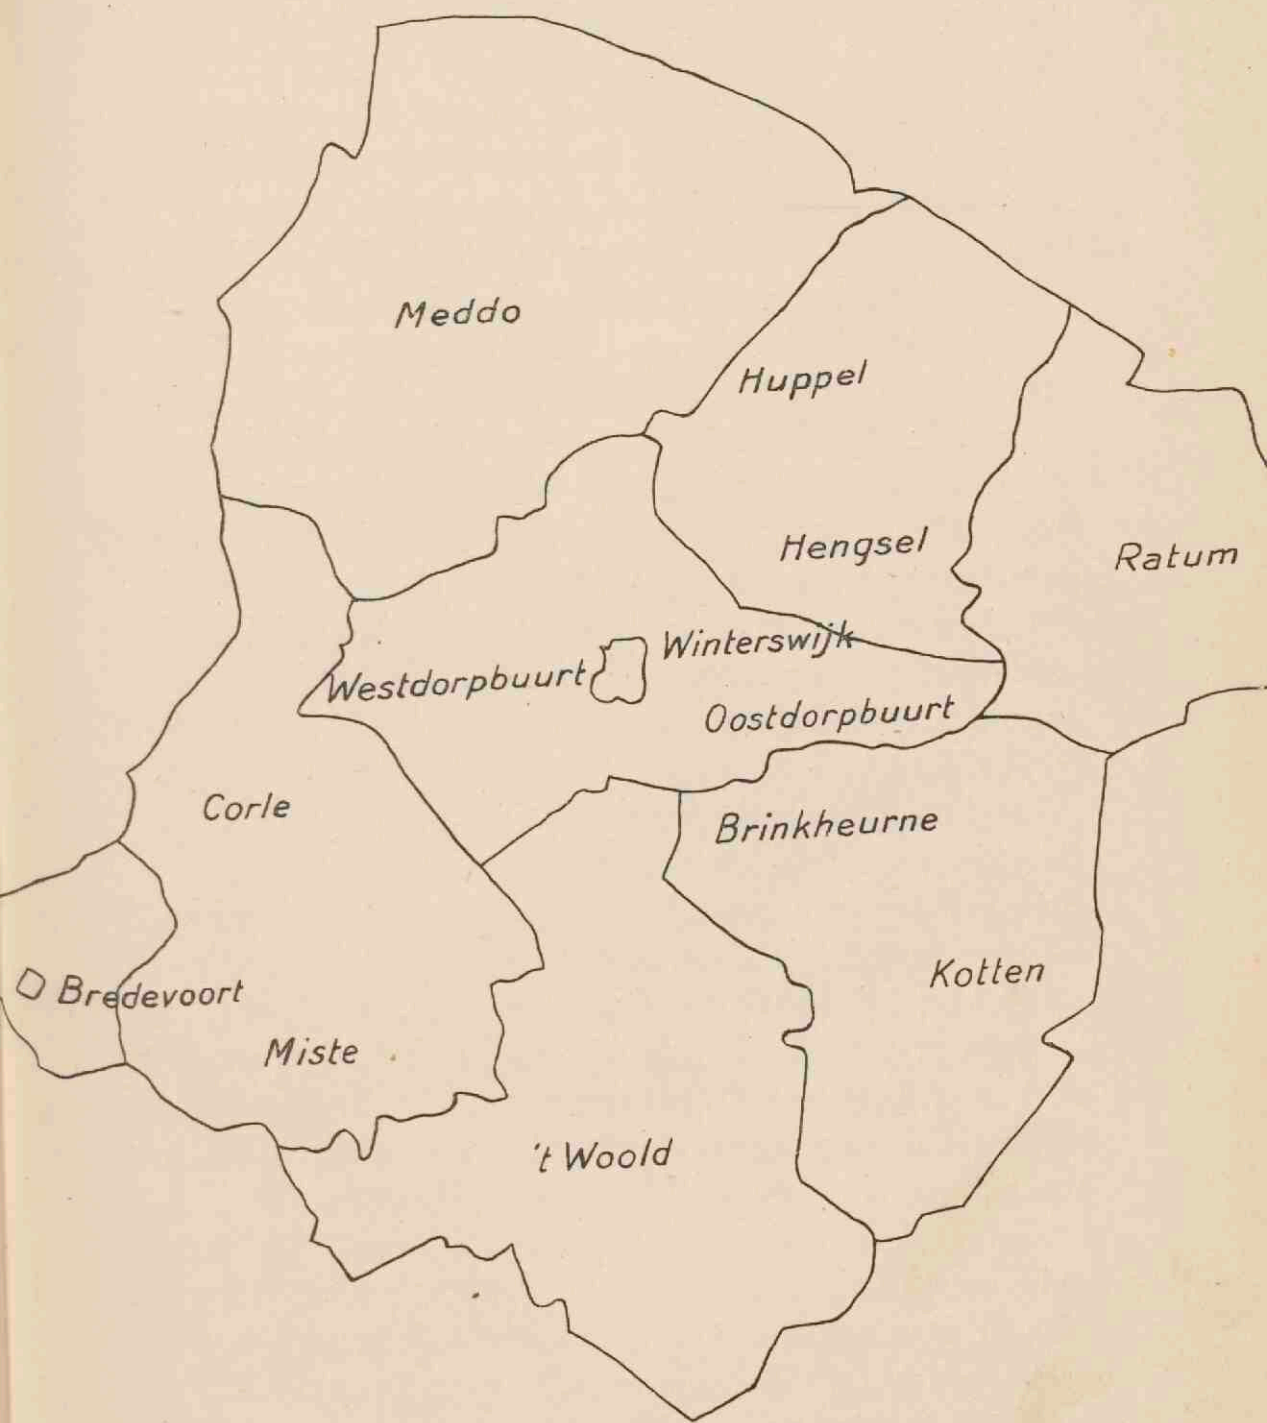 Meddo
Huppel
Hengsel
Ratum
Winterswijk
Westdorpbuurt
Oostdorpbuurt
Corle
Brinkheurne
Kotten
Bredevoort
Miste
't Woold